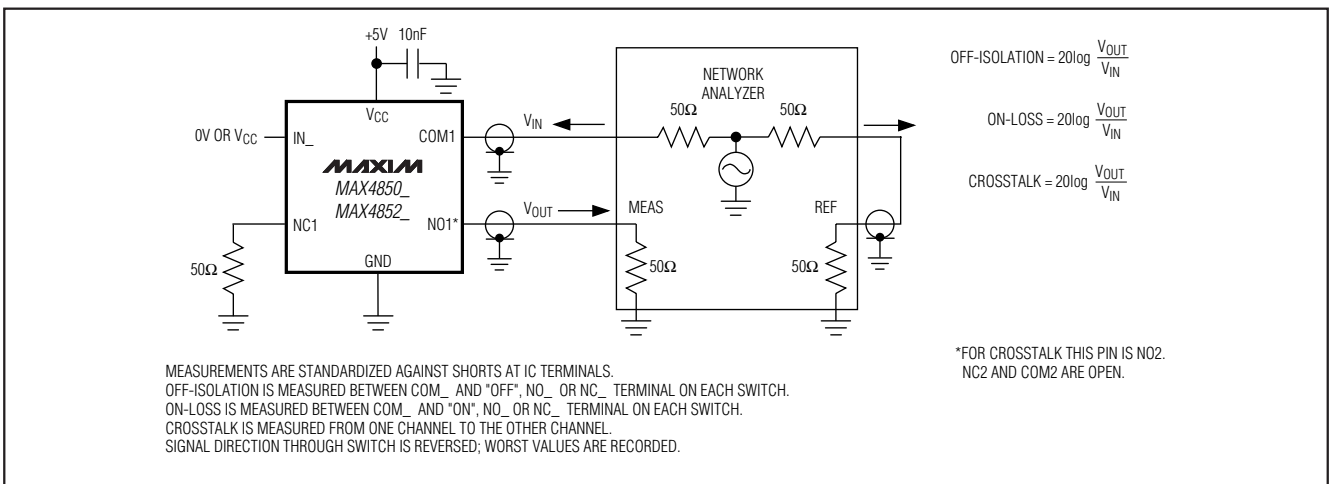 +5V 10nF
VCC
0V OR VCC
IN_
COM1
MAXIM
MAX4850_
MAX4852_
NC1
NO1*
GND
50Ω
VIN
VOUT
NETWORK
ANALYZER
50Ω 50Ω
MEAS REF
50Ω 50Ω
OFF-ISOLATION = 20log VOUT
VIN
ON-LOSS = 20log VOUT
VIN
CROSSTALK = 20log VOUT
VIN
*FOR CROSSTALK THIS PIN IS NO2.
NC2 AND COM2 ARE OPEN.
MEASUREMENTS ARE STANDARDIZED AGAINST SHORTS AT IC TERMINALS.
OFF-ISOLATION IS MEASURED BETWEEN COM_ AND "OFF", NO_ OR NC_ TERMINAL ON EACH SWITCH.
ON-LOSS IS MEASURED BETWEEN COM_ AND "ON", NO_ OR NC_ TERMINAL ON EACH SWITCH.
CROSSTALK IS MEASURED FROM ONE CHANNEL TO THE OTHER CHANNEL.
SIGNAL DIRECTION THROUGH SWITCH IS REVERSED; WORST VALUES ARE RECORDED.